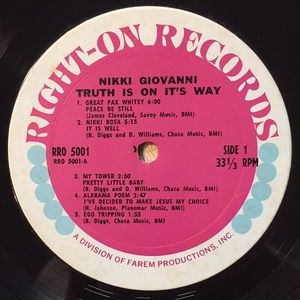 RIGHT-ON RECORDS
NIKKI GIOVANNI
TRUTH IS ON IT'S WAY
1. GREAT PAX WHITEY 6:00
PEACE BE STILL
(James Cleveland, Savoy Music, BMI)
2. NIKKI ROSA 5:15
IT IS WELL
(B. Diggs and D. Williams, Chaca Music, BMI)
RRO 5001
RRO 5001-A
SIDE 1
33 1/3 RPM
3. MY TOWER 2:50
PRETTY LITTLE BABY
(B. Diggs and D. Williams, Chaca Music, BMI)
4. ALABAMA POEM 2:47
I'VE DECIDED TO MAKE JESUS MY CHOICE
(H. Johnson, Planemar Music, BMI)
5. EGO TRIPPING 1:55
(B. Diggs, Chaca Music, BMI)
A DIVISION OF FAREM PRODUCTIONS, INC.